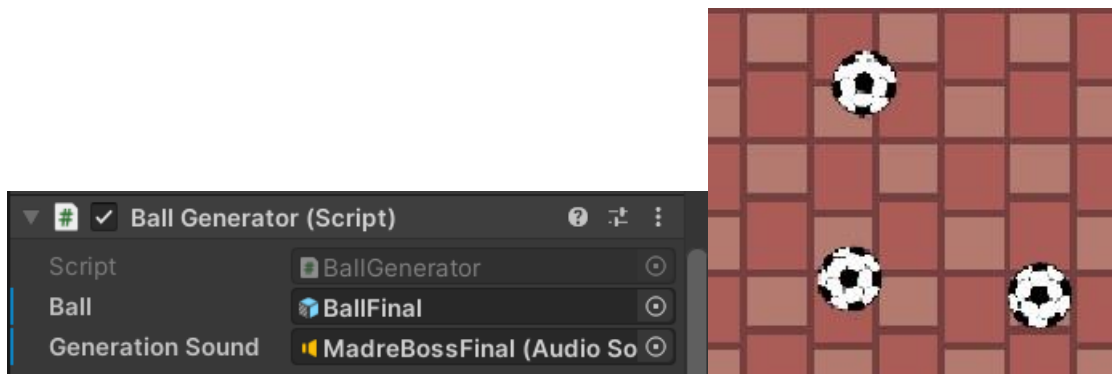 Ball Generator (Script)
Script BallGenerator
Ball BallFinal
Generation Sound MadreBossFinal (Audio So